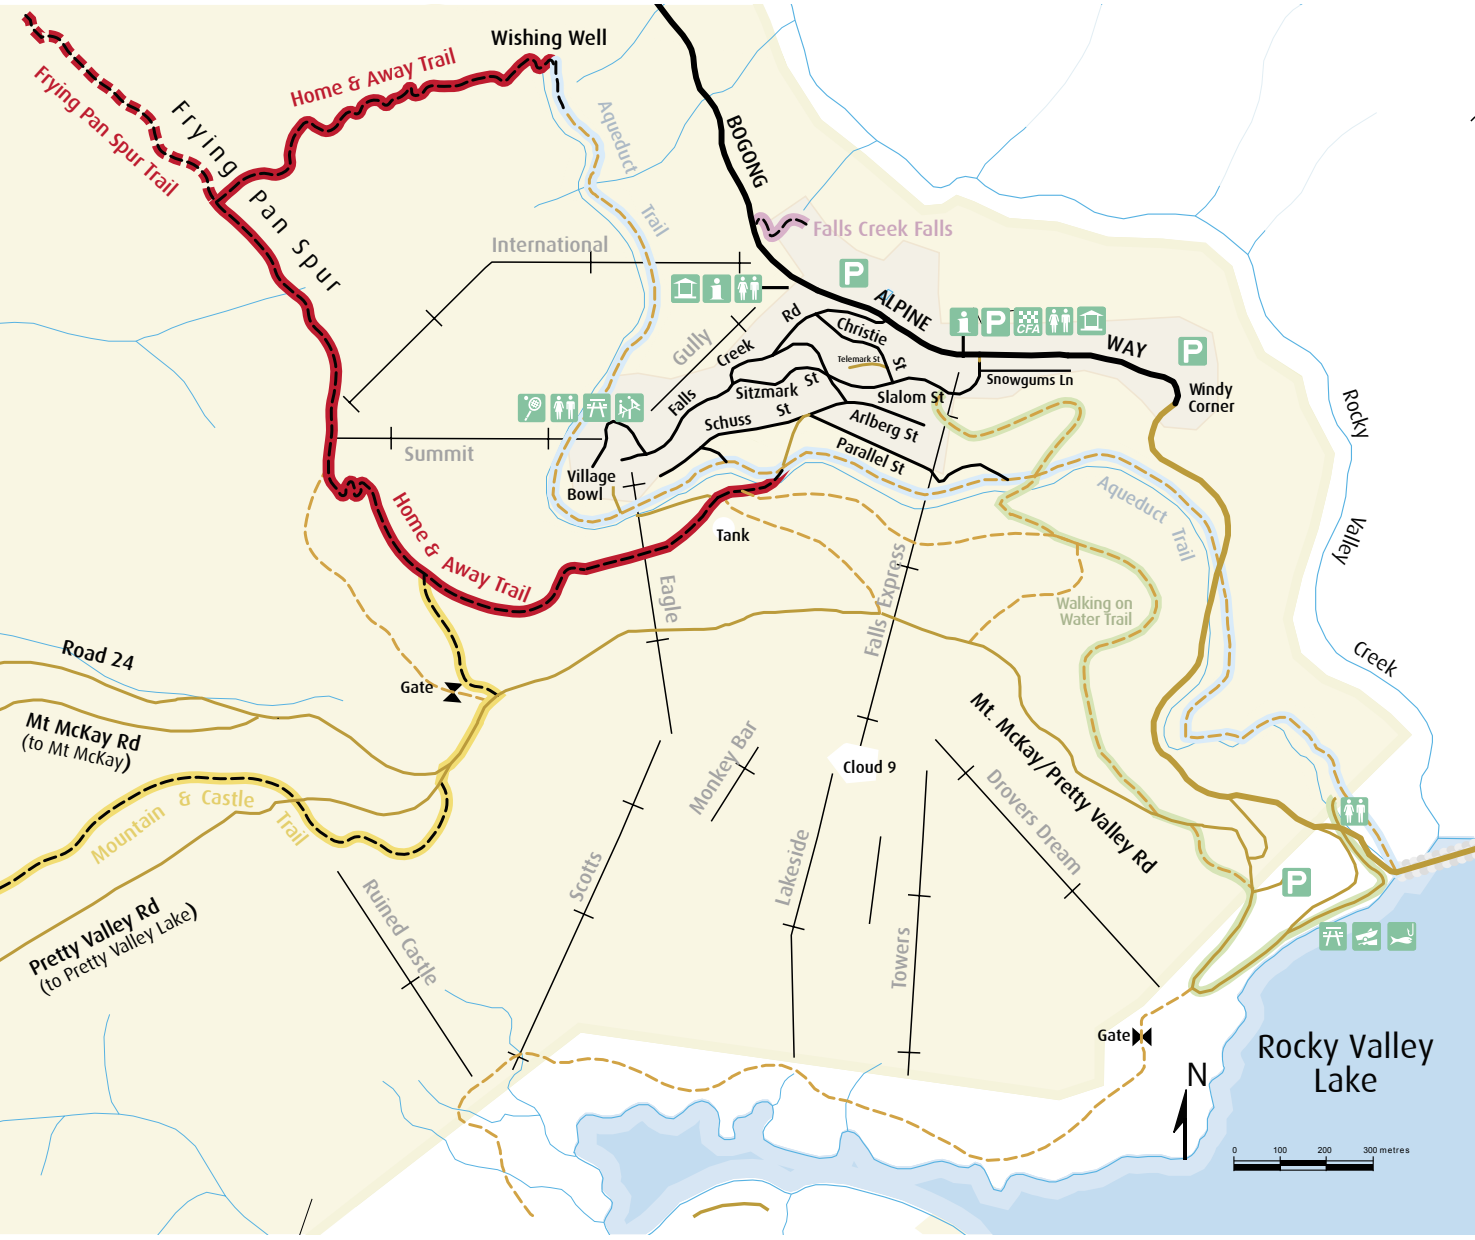 Wishing Well
Home & Away Trail
Frying Pan Spur Trail
Frying Pan Spur
Aqueduct
Trail
BOGONG
ALPINE
WAY
Falls Creek Falls
International
P
Gully
Falls Creek Rd
Christie
St
Telemark St
i
i
P
CFA
P
Snowgums Ln
Windy
Corner
Sitzmark St
Slalom St
Schuss St
Arlberg St
Parallel St
Summit
Village
Bowl
Home & Away Trail
Tank
Aqueduct
Trail
Rocky
Valley
Creek
Eagle
Falls Express
Walking on
Water Trail
Road 24
Gate
Mt McKay Rd
(to Mt McKay)
Mt. McKay/Pretty Valley Rd
Monkey Bar
Cloud 9
Drovers Dream
Mountain & Castle
Trail
Scotts
Lakeside
Towers
Ruined Castle
P
Pretty Valley Rd
(to Pretty Valley Lake)
Gate
Rocky Valley
Lake
N
0 100 200 300 metres